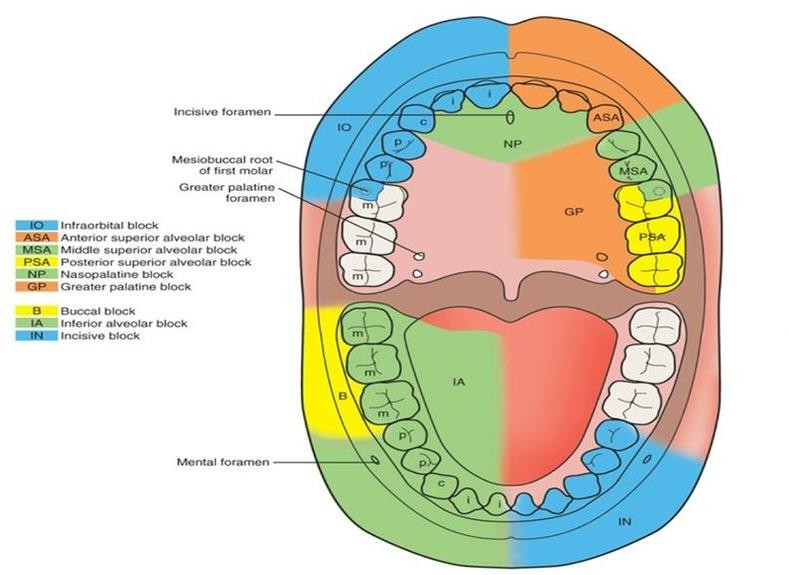 Incisive foramen
Mesiobuccal root
of first molar
Greater palatine
foramen
IO Infraorbital block
ASA Anterior superior alveolar block
MSA Middle superior alveolar block
PSA Posterior superior alveolar block
NP Nasopalatine block
GP Greater palatine block
B Buccal block
IA Inferior alveolar block
IN Incisive block
Mental foramen
i
i
c
ASA
IO
p
NP
p
MSA
m
GP
m
PSA
m
m
m
IA
B
m
p
p
c
i
i
IN